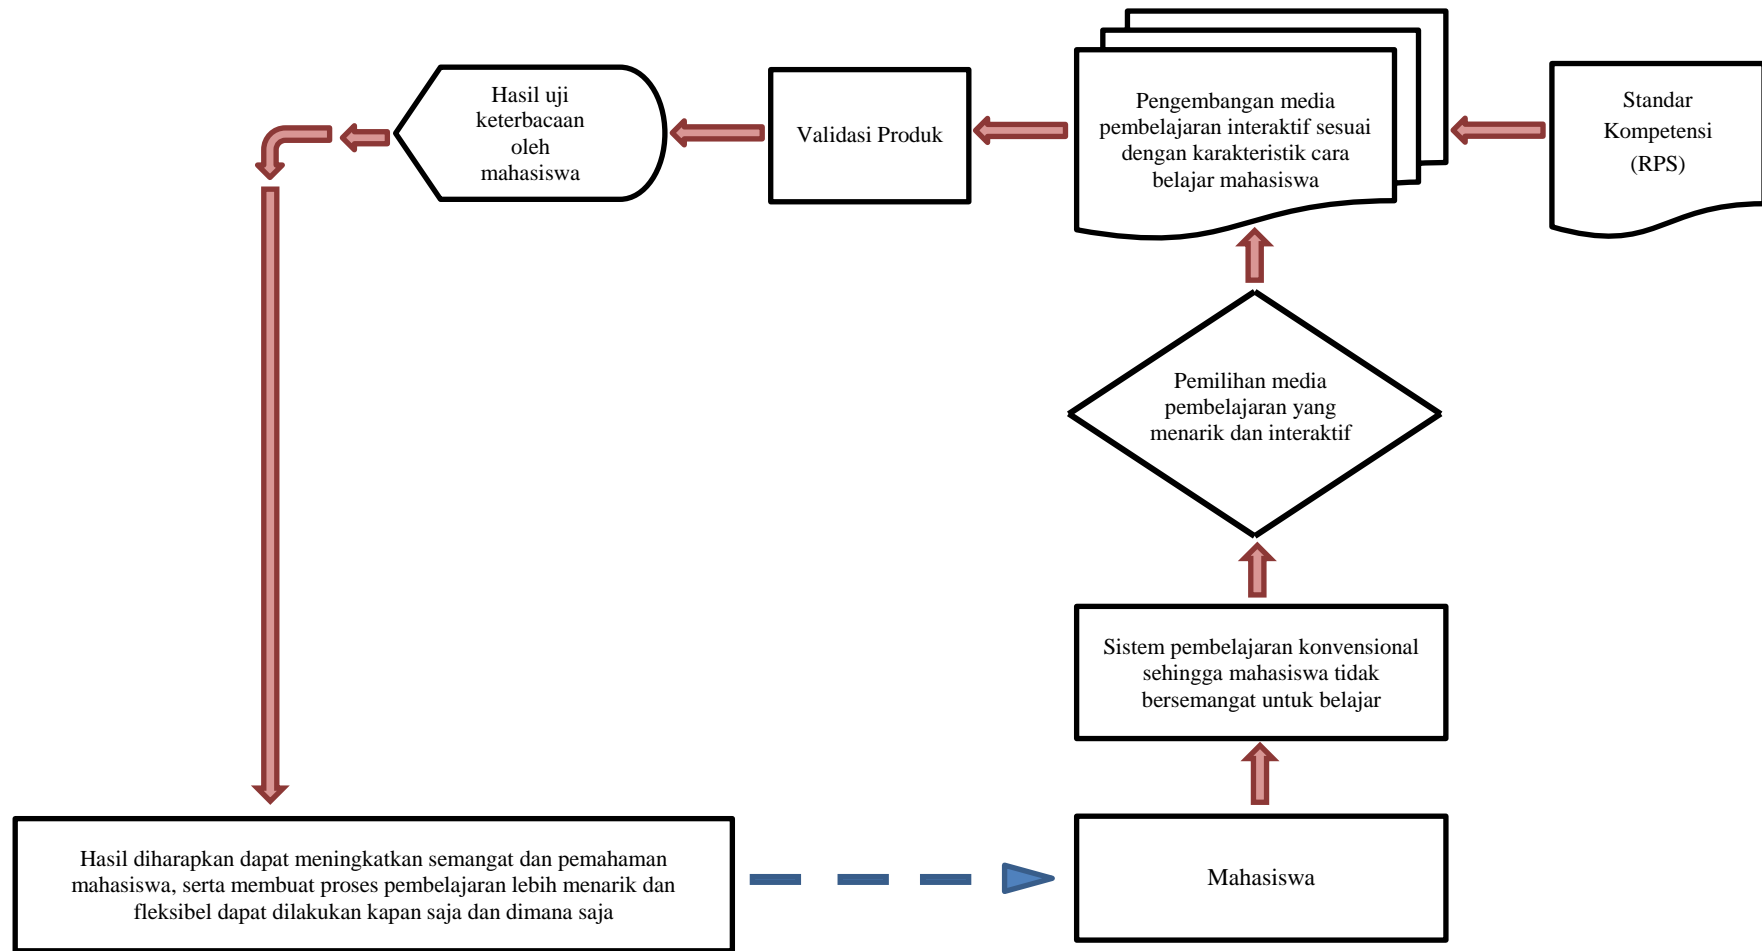 Hasil uji
keterbacaan
oleh
mahasiswa
Validasi Produk
Pengembangan media
pembelajaran interaktif sesuai
dengan karakteristik cara
belajar mahasiswa
Standar
Kompetensi
(RPS)
Pemilihan media
pembelajaran yang
menarik dan interaktif
Sistem pembelajaran konvensional
sehingga mahasiswa tidak
bersemangat untuk belajar
Hasil diharapkan dapat meningkatkan semangat dan pemahaman
mahasiswa, serta membuat proses pembelajaran lebih menarik dan
fleksibel dapat dilakukan kapan saja dan dimana saja
Mahasiswa